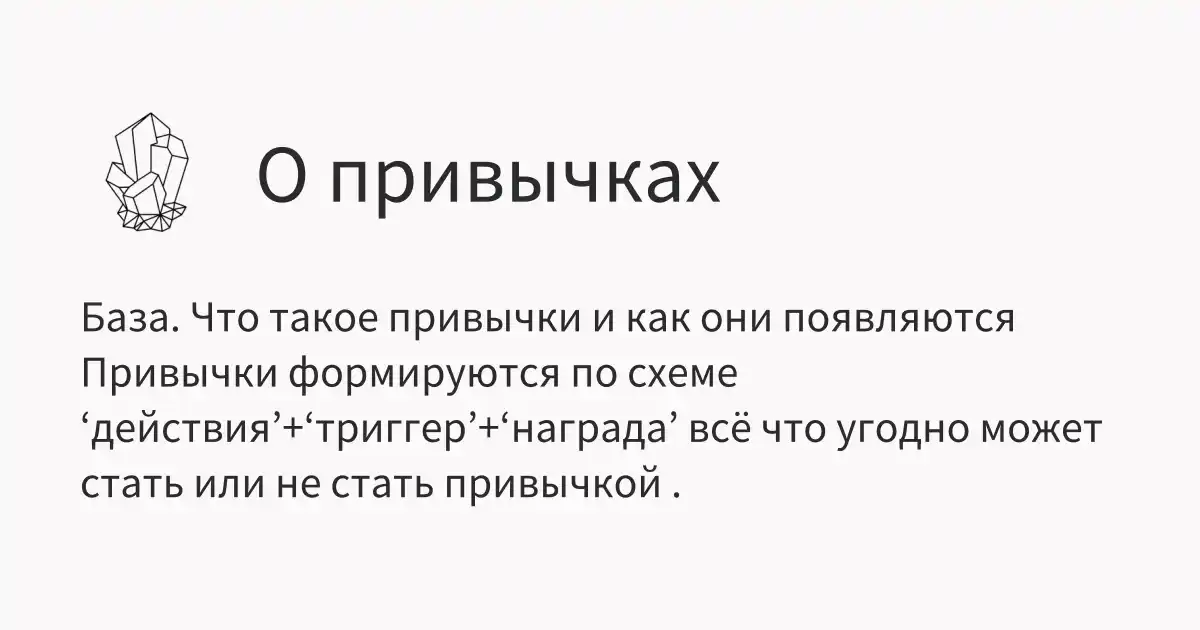 О привычках
База. Что такое привычки и как они появляются
Привычки формируются по схеме
‘действия’+‘триггер’+‘награда’ всё что угодно может
стать или не стать привычкой .